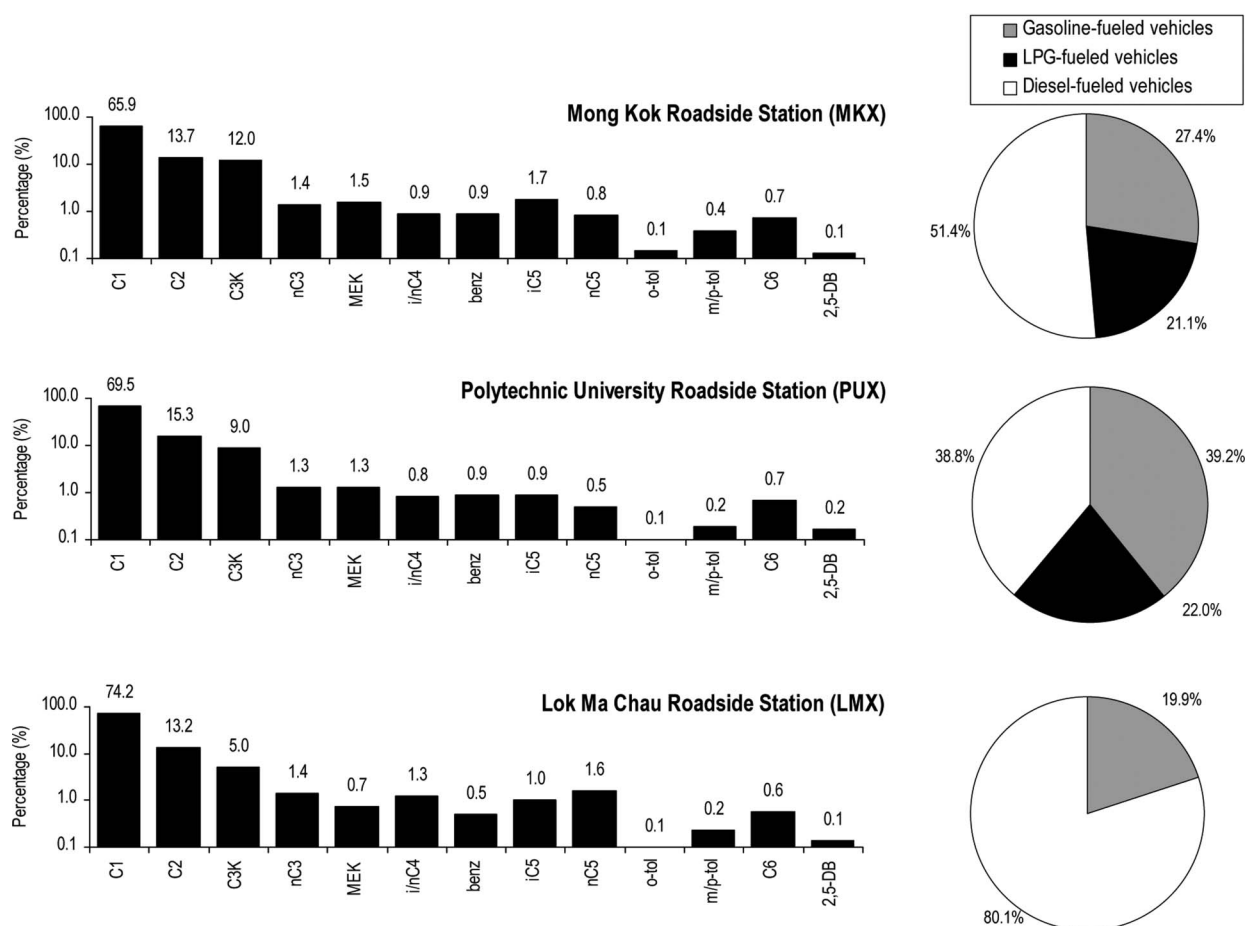 Gasoline-fueled vehicles
LPG-fueled vehicles
Diesel-fueled vehicles
Mong Kok Roadside Station (MKX)
Percentage (%)
100.0
10.0
1.0
0.1
65.9
13.7
12.0
1.4
1.5
0.9
0.9
1.7
0.8
0.1
0.4
0.7
0.1
C1
C2
C3K
nC3
MEK
i/nC4
benz
iC5
nC5
o-tol
m/p-tol
C6
2,5-DB
27.4%
51.4%
21.1%
Polytechnic University Roadside Station (PUX)
Percentage (%)
100.0
10.0
1.0
0.1
69.5
15.3
9.0
1.3
1.3
0.8
0.9
0.9
0.5
0.1
0.2
0.7
0.2
C1
C2
C3K
nC3
MEK
i/nC4
benz
iC5
nC5
o-tol
m/p-tol
C6
2,5-DB
38.8%
39.2%
22.0%
Lok Ma Chau Roadside Station (LMX)
Percentage (%)
100.0
10.0
1.0
0.1
74.2
13.2
5.0
1.4
0.7
1.3
0.5
1.0
1.6
0.1
0.2
0.6
0.1
C1
C2
C3K
nC3
MEK
i/nC4
benz
iC5
nC5
o-tol
m/p-tol
C6
2,5-DB
19.9%
80.1%